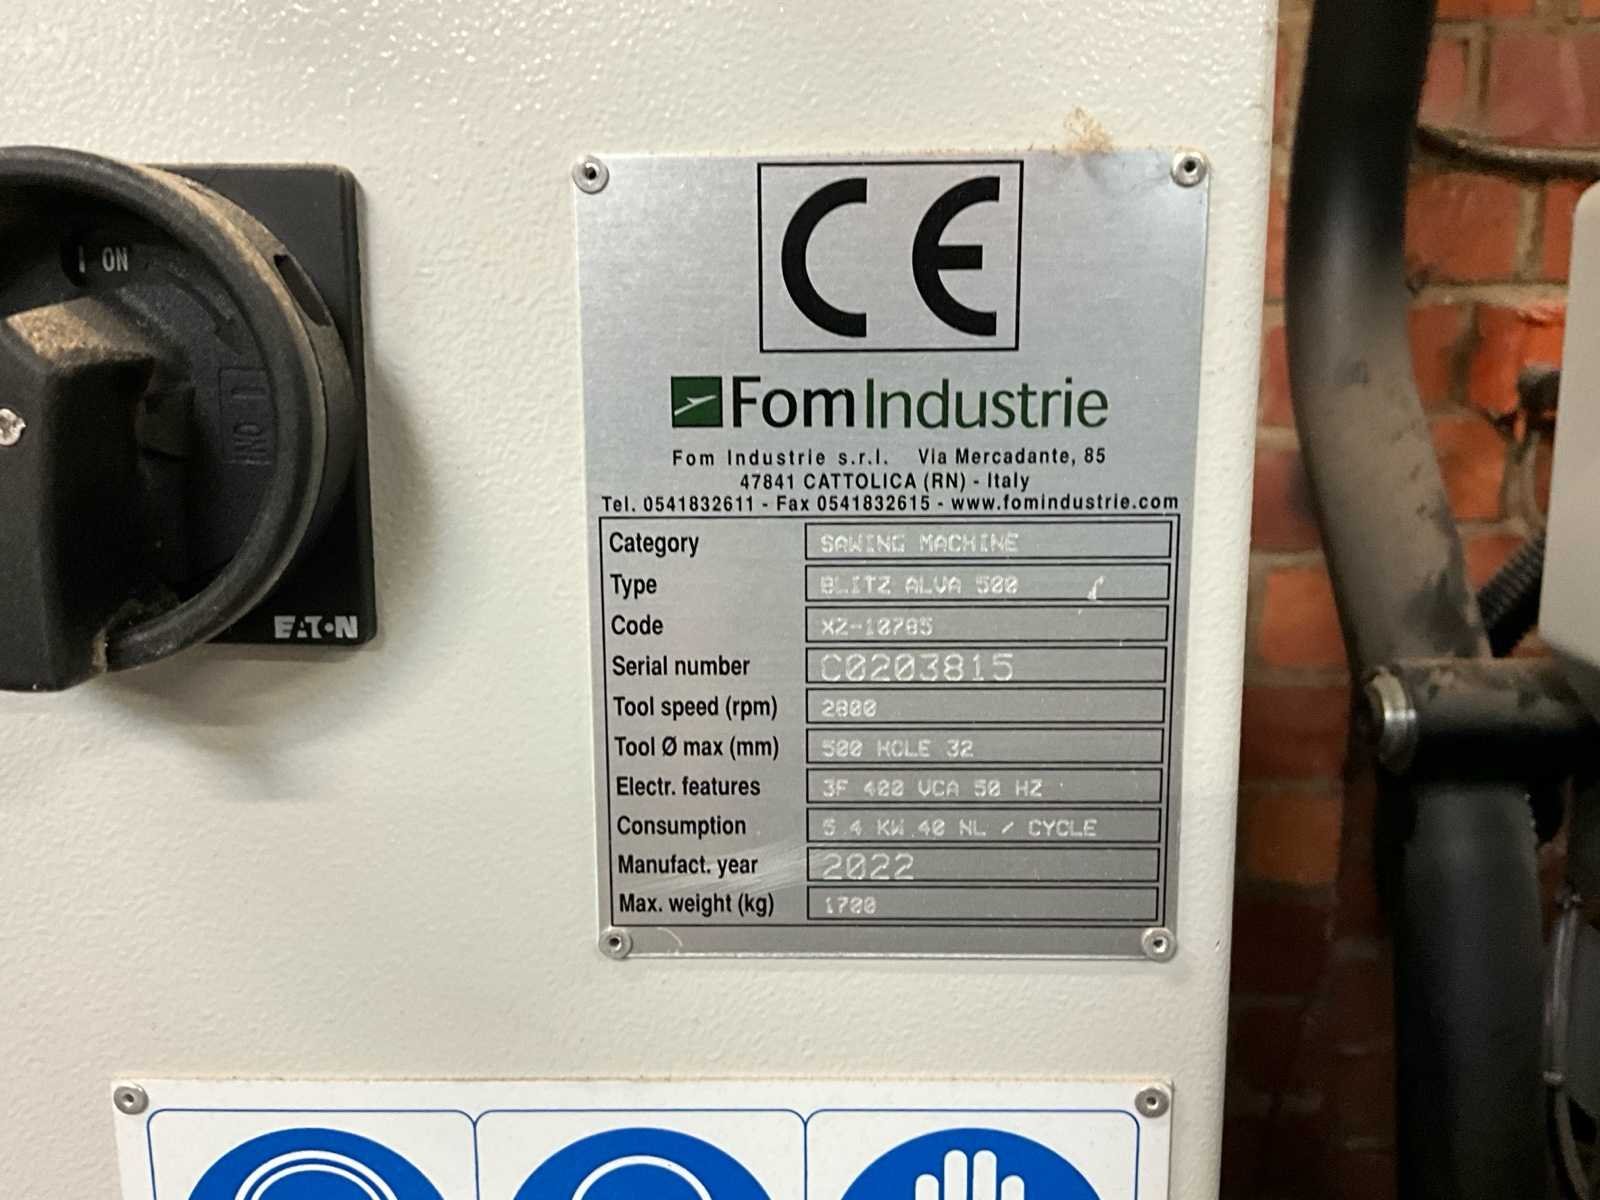 I ON
I ON
EATON
CE
FomIndustrie
Fom Industrie s.r.l. Via Mercadante, 85
47841 CATTOLICA (RN) - Italy
Tel. 0541832611 - Fax 0541832615 - www.fomindustrie.com
Category SAWING MACHINE
Type BLITZ ALVA 500
Code XZ-10785
Serial number C0203815
Tool speed (rpm) 2800
Tool Ø max (mm) 500 HOLE 32
Electr. features 3F 400 VCA 50 HZ
Consumption 5.4 KW 40 NL / CYCLE
Manufact. year 2022
Max. weight (kg) 1700